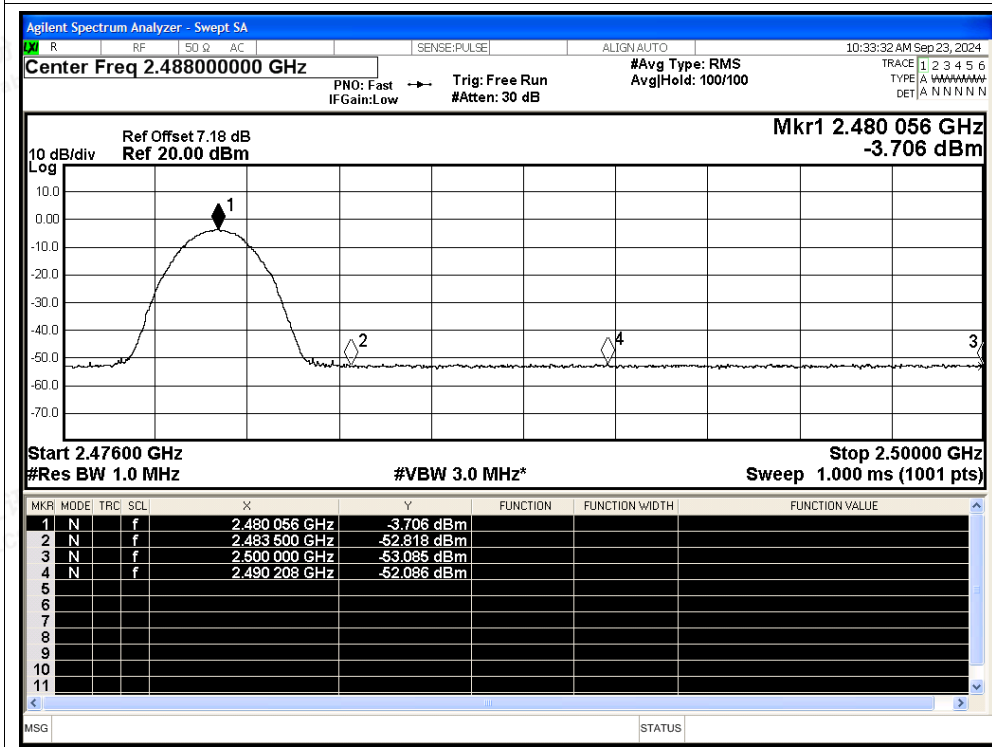 Agilent Spectrum Analyzer - Swept SA
LXI R RF 50 Ω AC SENSE:PULSE ALIGN AUTO 10:33:32 AM Sep 23, 2024
Center Freq 2.488000000 GHz
PNO: Fast
IFGain:Low
Trig: Free Run
#Atten: 30 dB
#Avg Type: RMS
Avg|Hold: 100/100
TRACE 1 2 3 4 5 6
TYPE A WWWWW
DET A N N N N N
Mkr1 2.480 056 GHz
-3.706 dBm
Ref Offset 7.18 dB
10 dB/div Ref 20.00 dBm
Log
10.0
0.00
-10.0
-20.0
-30.0
-40.0
-50.0
-60.0
-70.0
1
2
4
3
Start 2.47600 GHz Stop 2.50000 GHz
#Res BW 1.0 MHz #VBW 3.0 MHz* Sweep 1.000 ms (1001 pts)
MKR MODE TRC SCL X Y FUNCTION FUNCTION WIDTH FUNCTION VALUE
1 N f 2.480 056 GHz -3.706 dBm
2 N f 2.483 500 GHz -52.818 dBm
3 N f 2.500 000 GHz -53.085 dBm
4 N f 2.490 208 GHz -52.086 dBm
5
6
7
8
9
10
11
MSG STATUS